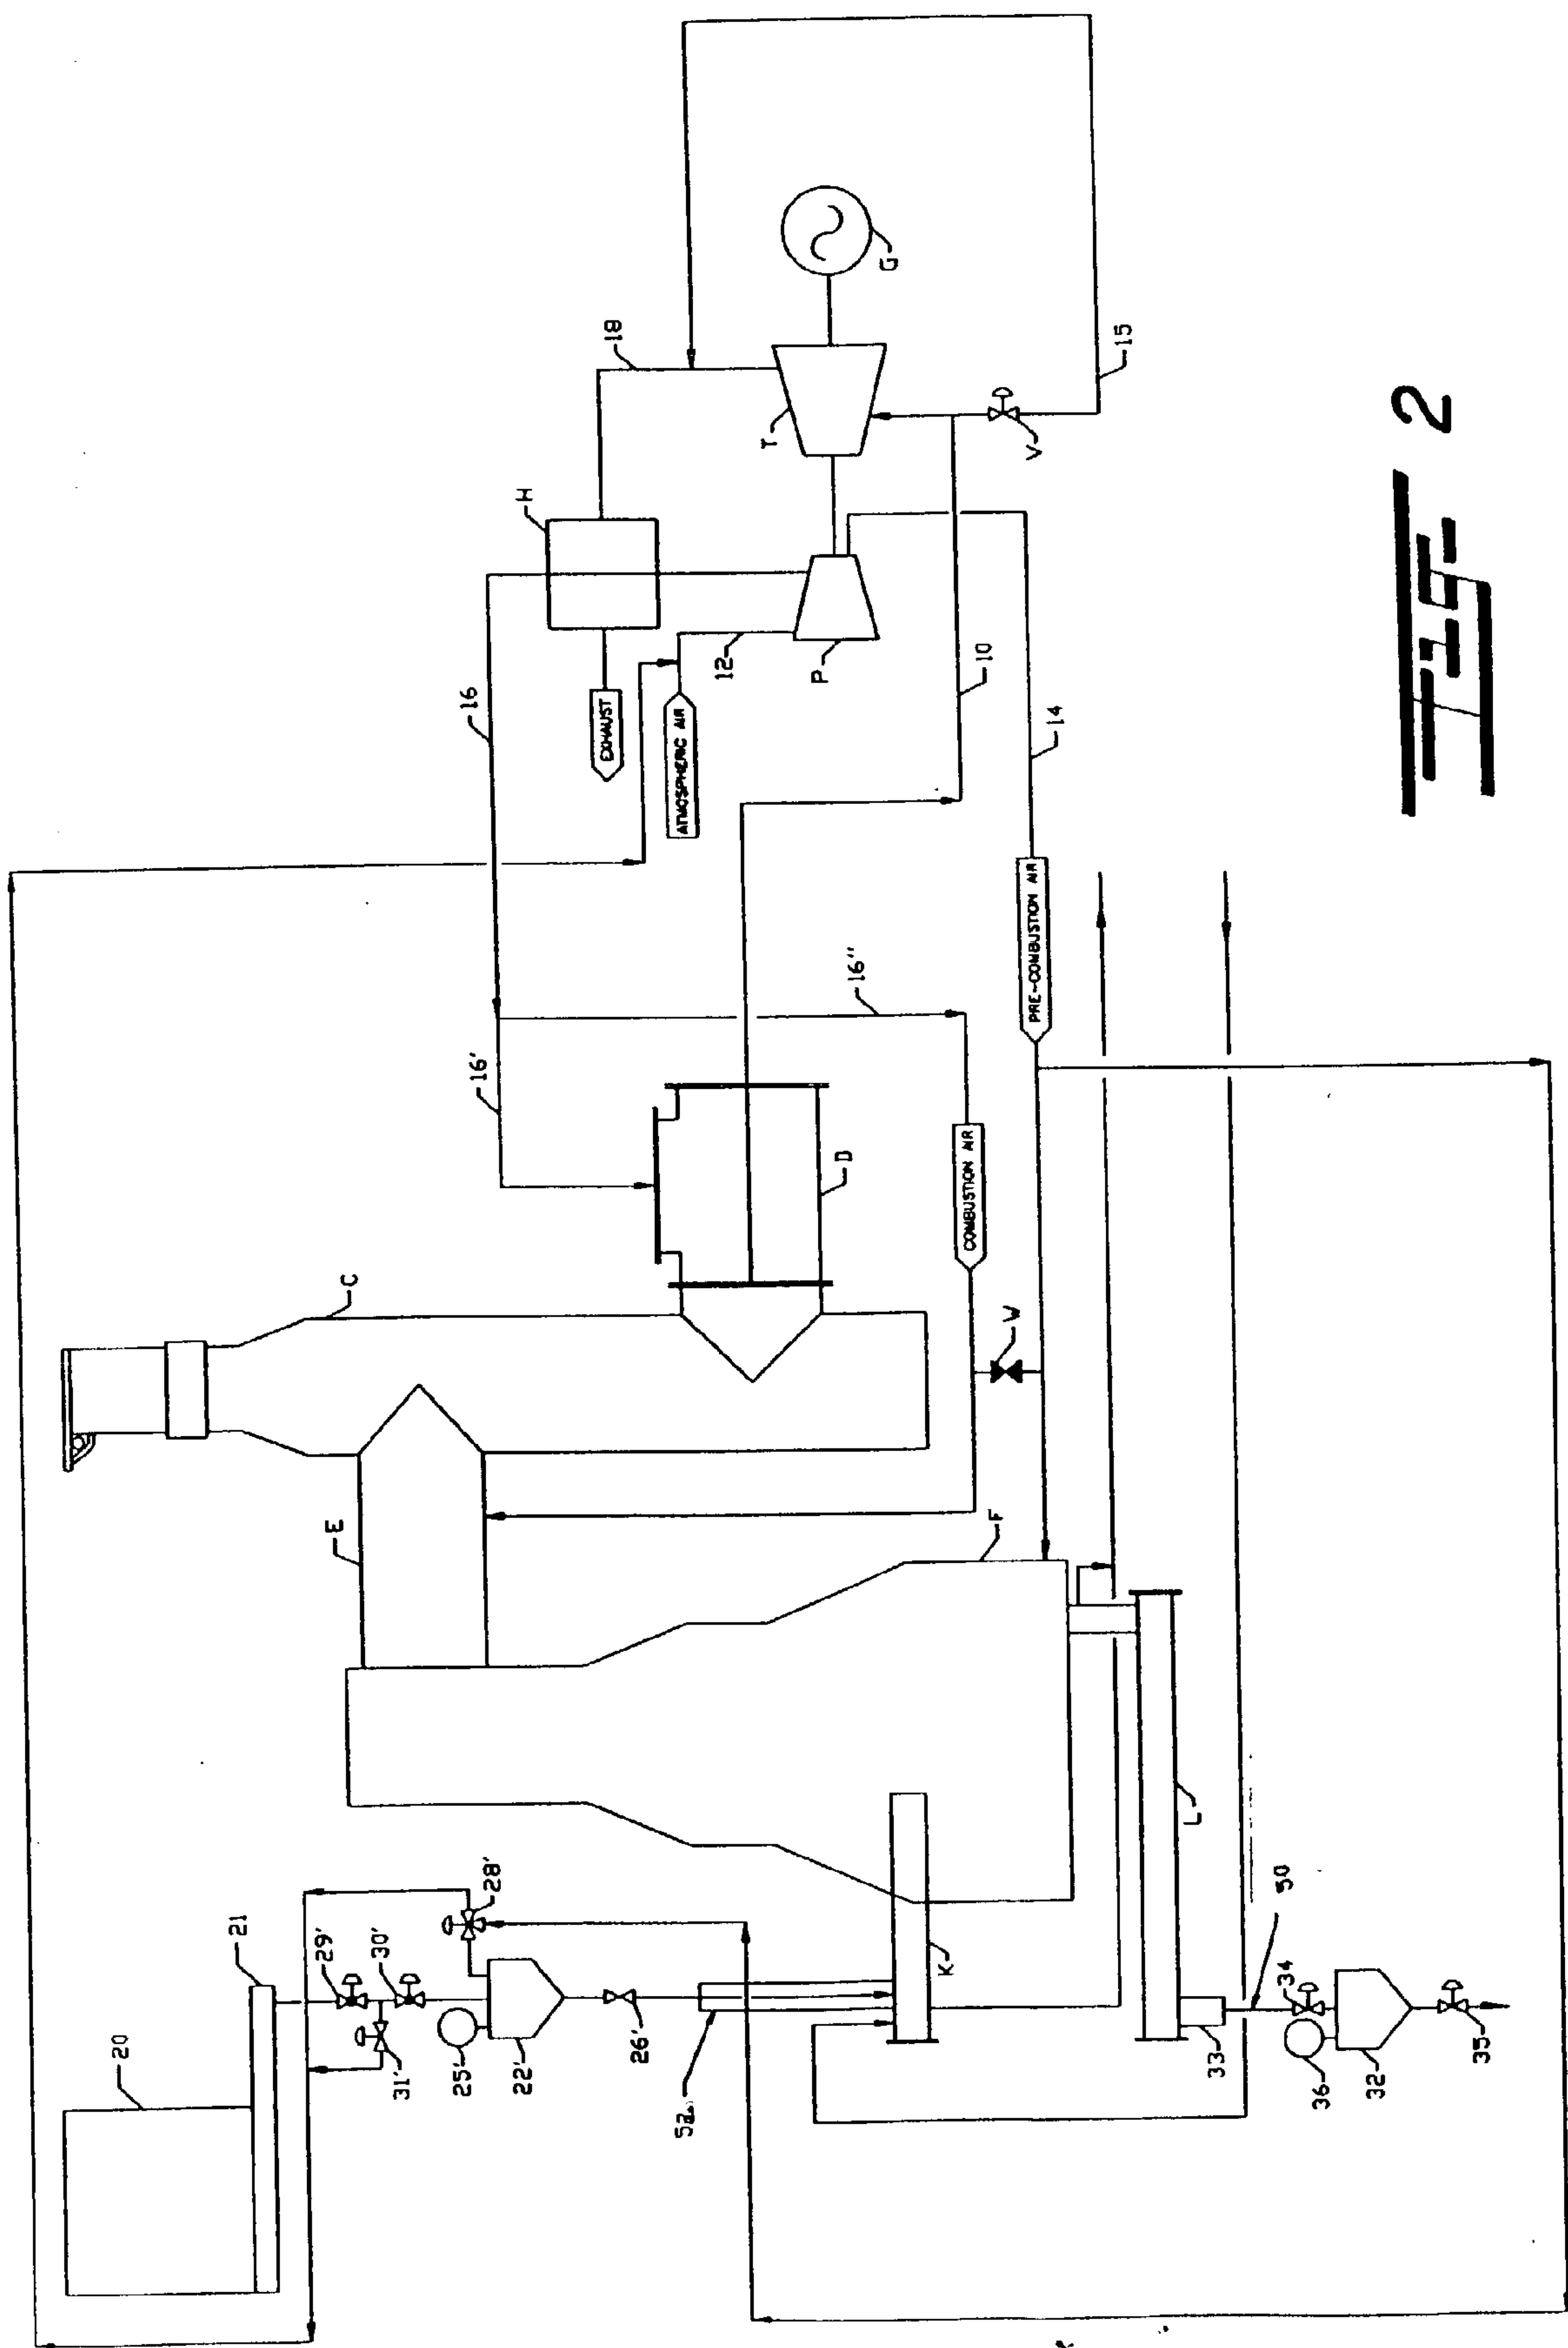 20
21
29'
30'
31'
25'
22'
28'
26'
52
K
E
C
F
L
33
50
34
36
32
35
16
16'
16''
D
COMBUSTION AIR
W
PRE-COMBUSTION AIR
14
10
EXHAUST
ATMOSPHERIC AIR
12
P
H
18
T
G
V
15
FIG 2